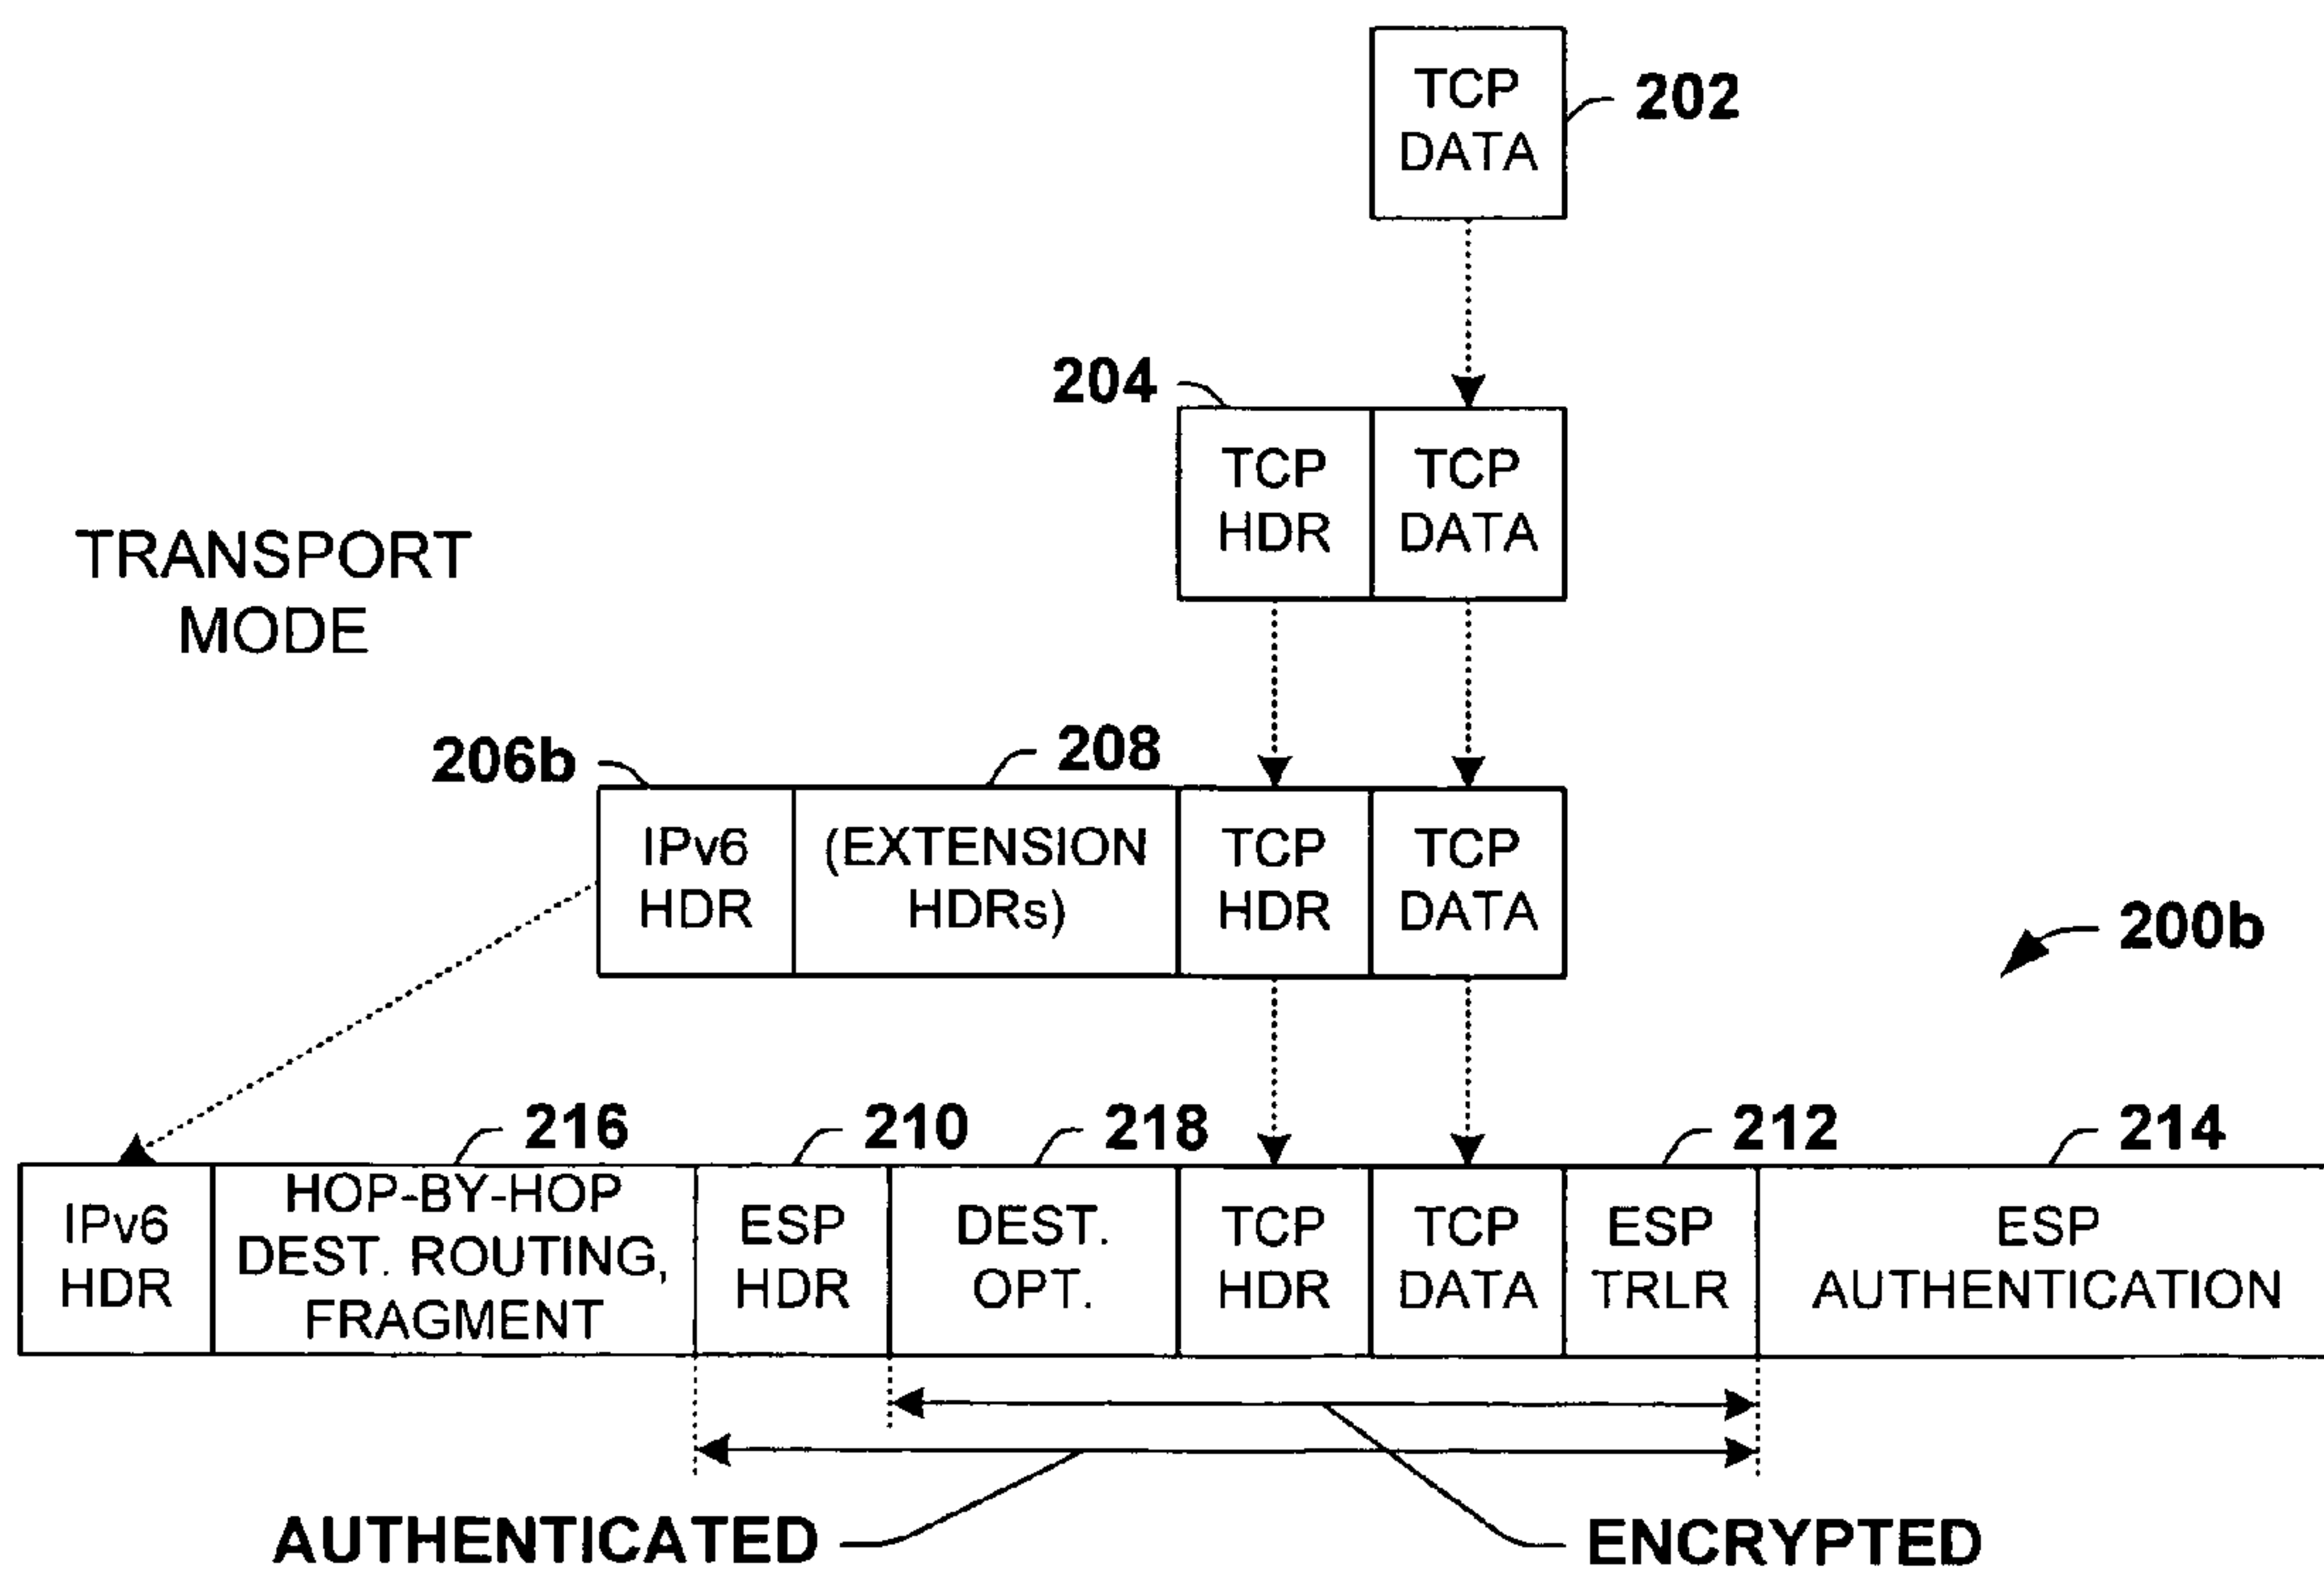 TCP
DATA
202
204
TCP
HDR
TCP
DATA
TRANSPORT
MODE
206b
208
IPv6
HDR
(EXTENSION
HDRs)
TCP
HDR
TCP
DATA
200b
216
210
218
212
214
IPv6
HDR
HOP-BY-HOP
DEST. ROUTING,
FRAGMENT
ESP
HDR
DEST.
OPT.
TCP
HDR
TCP
DATA
ESP
TRLR
ESP
AUTHENTICATION
AUTHENTICATED
ENCRYPTED